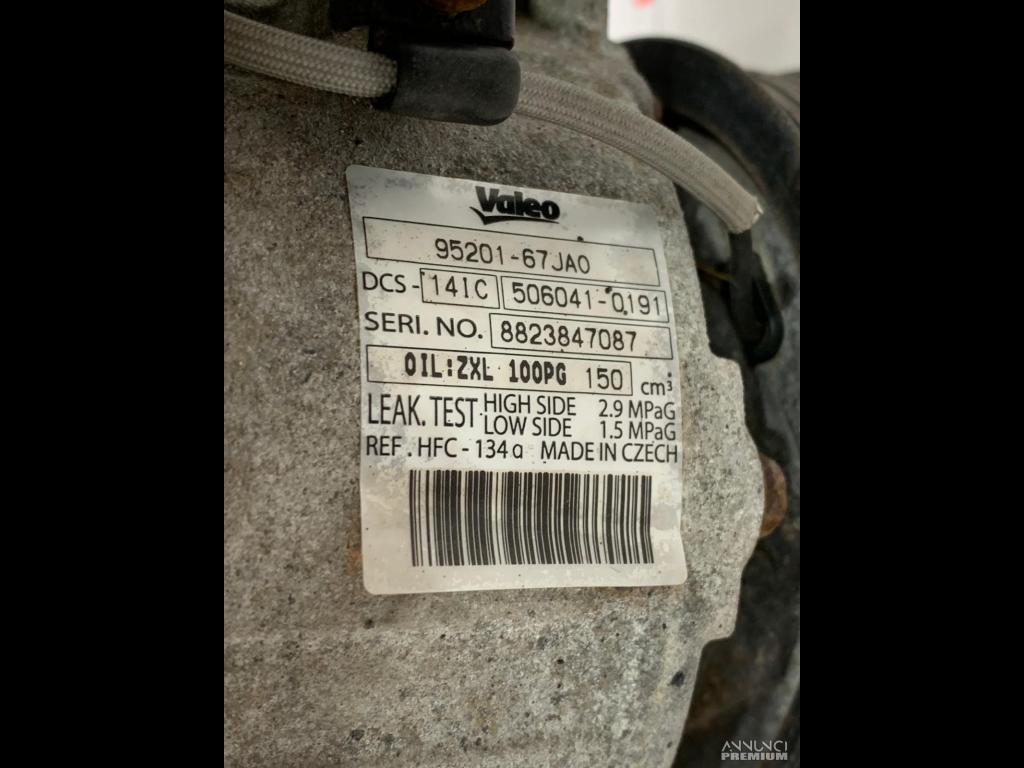 Valeo
95201-67JA0
DCS - 141C 506041-0191
SERI. NO. 8823847087
OIL:ZXL 100PG 150 cm³
LEAK. TEST HIGH SIDE 2.9 MPaG
LOW SIDE 1.5 MPaG
REF . HFC - 134a MADE IN CZECH
ANNUNCI
PREMIUM